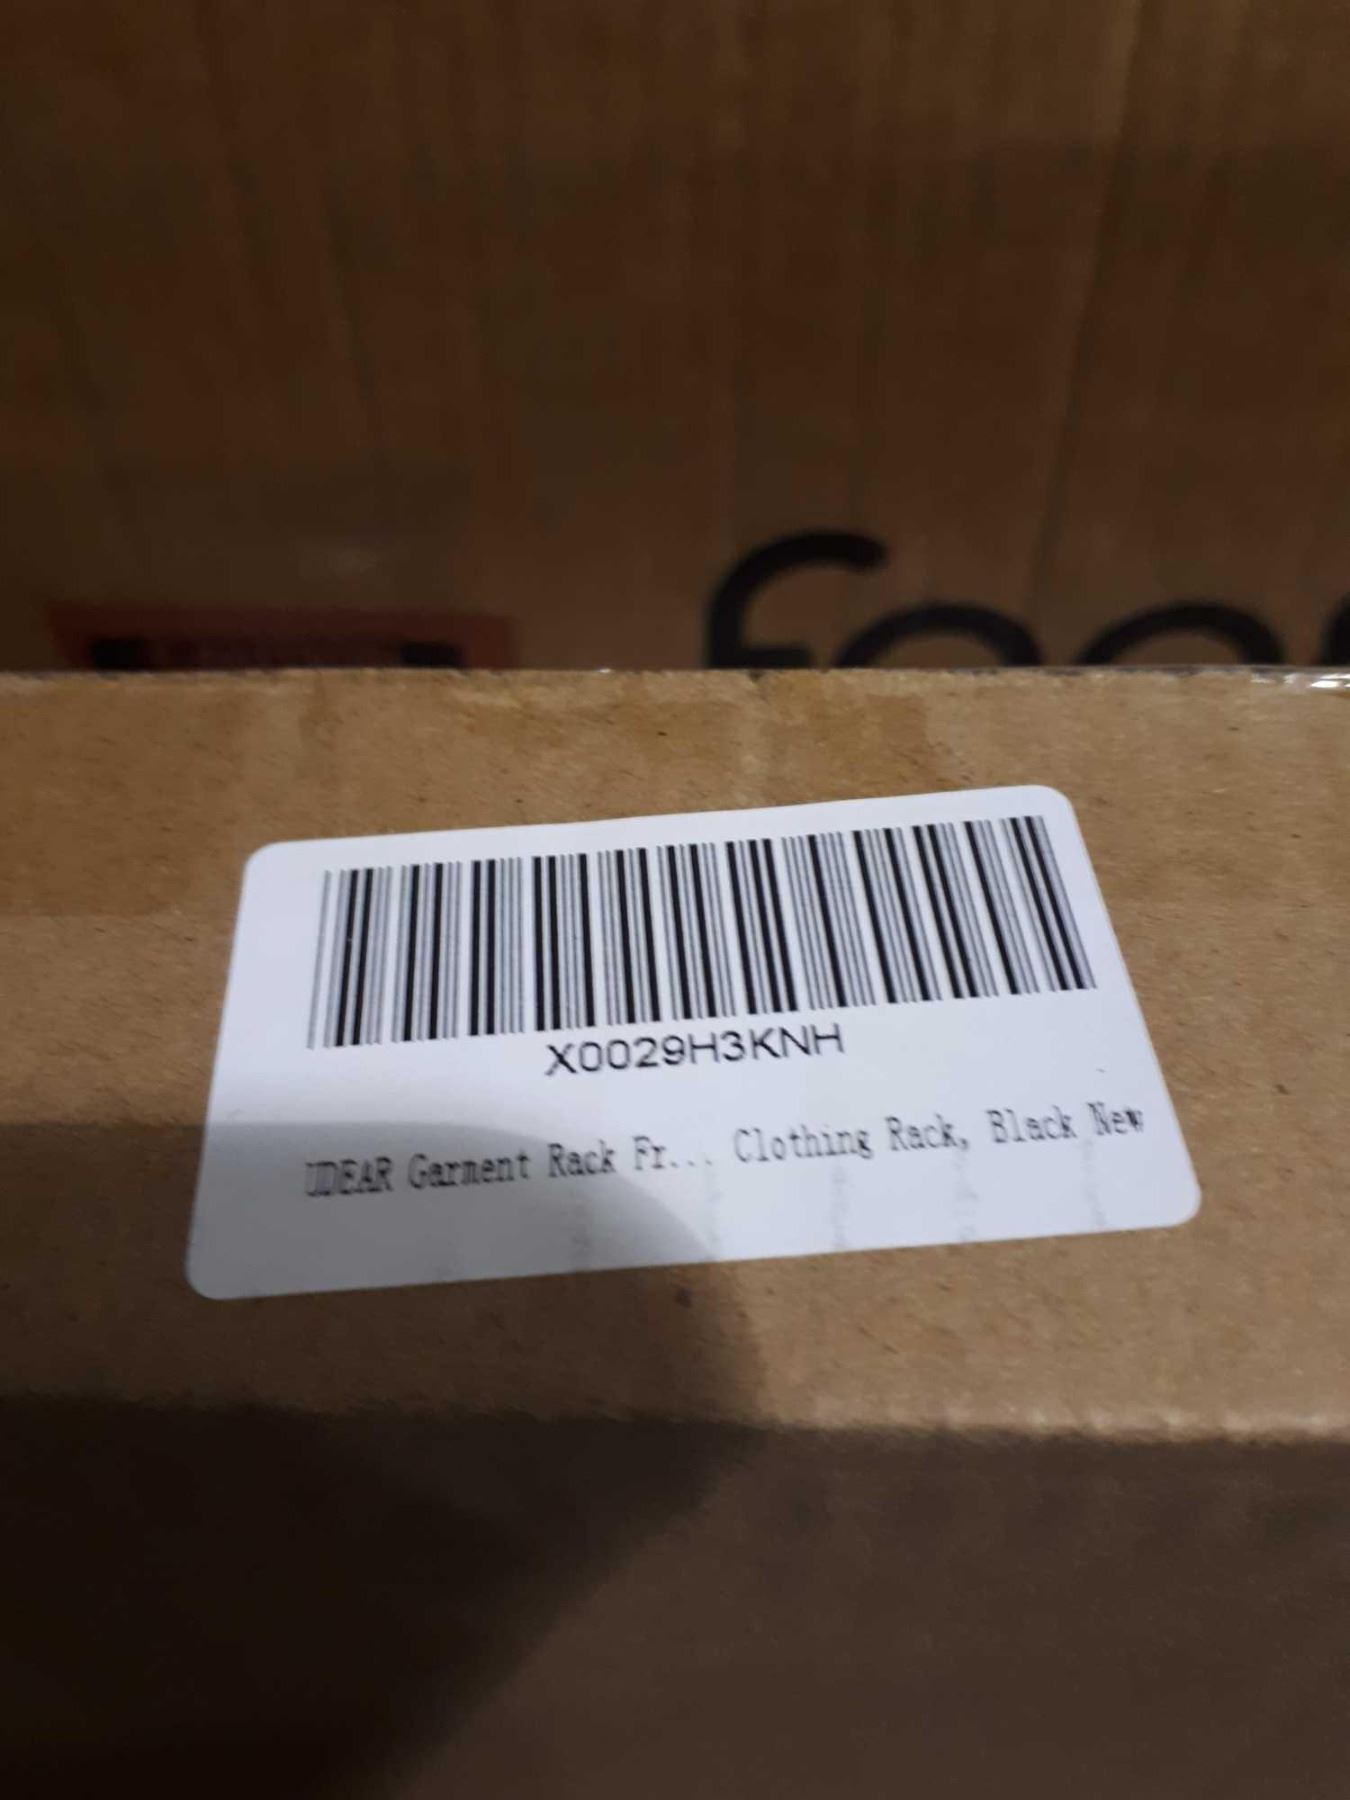 X0029H3KNH
UDEAR Garment Rack Fr... Clothing Rack, Black New